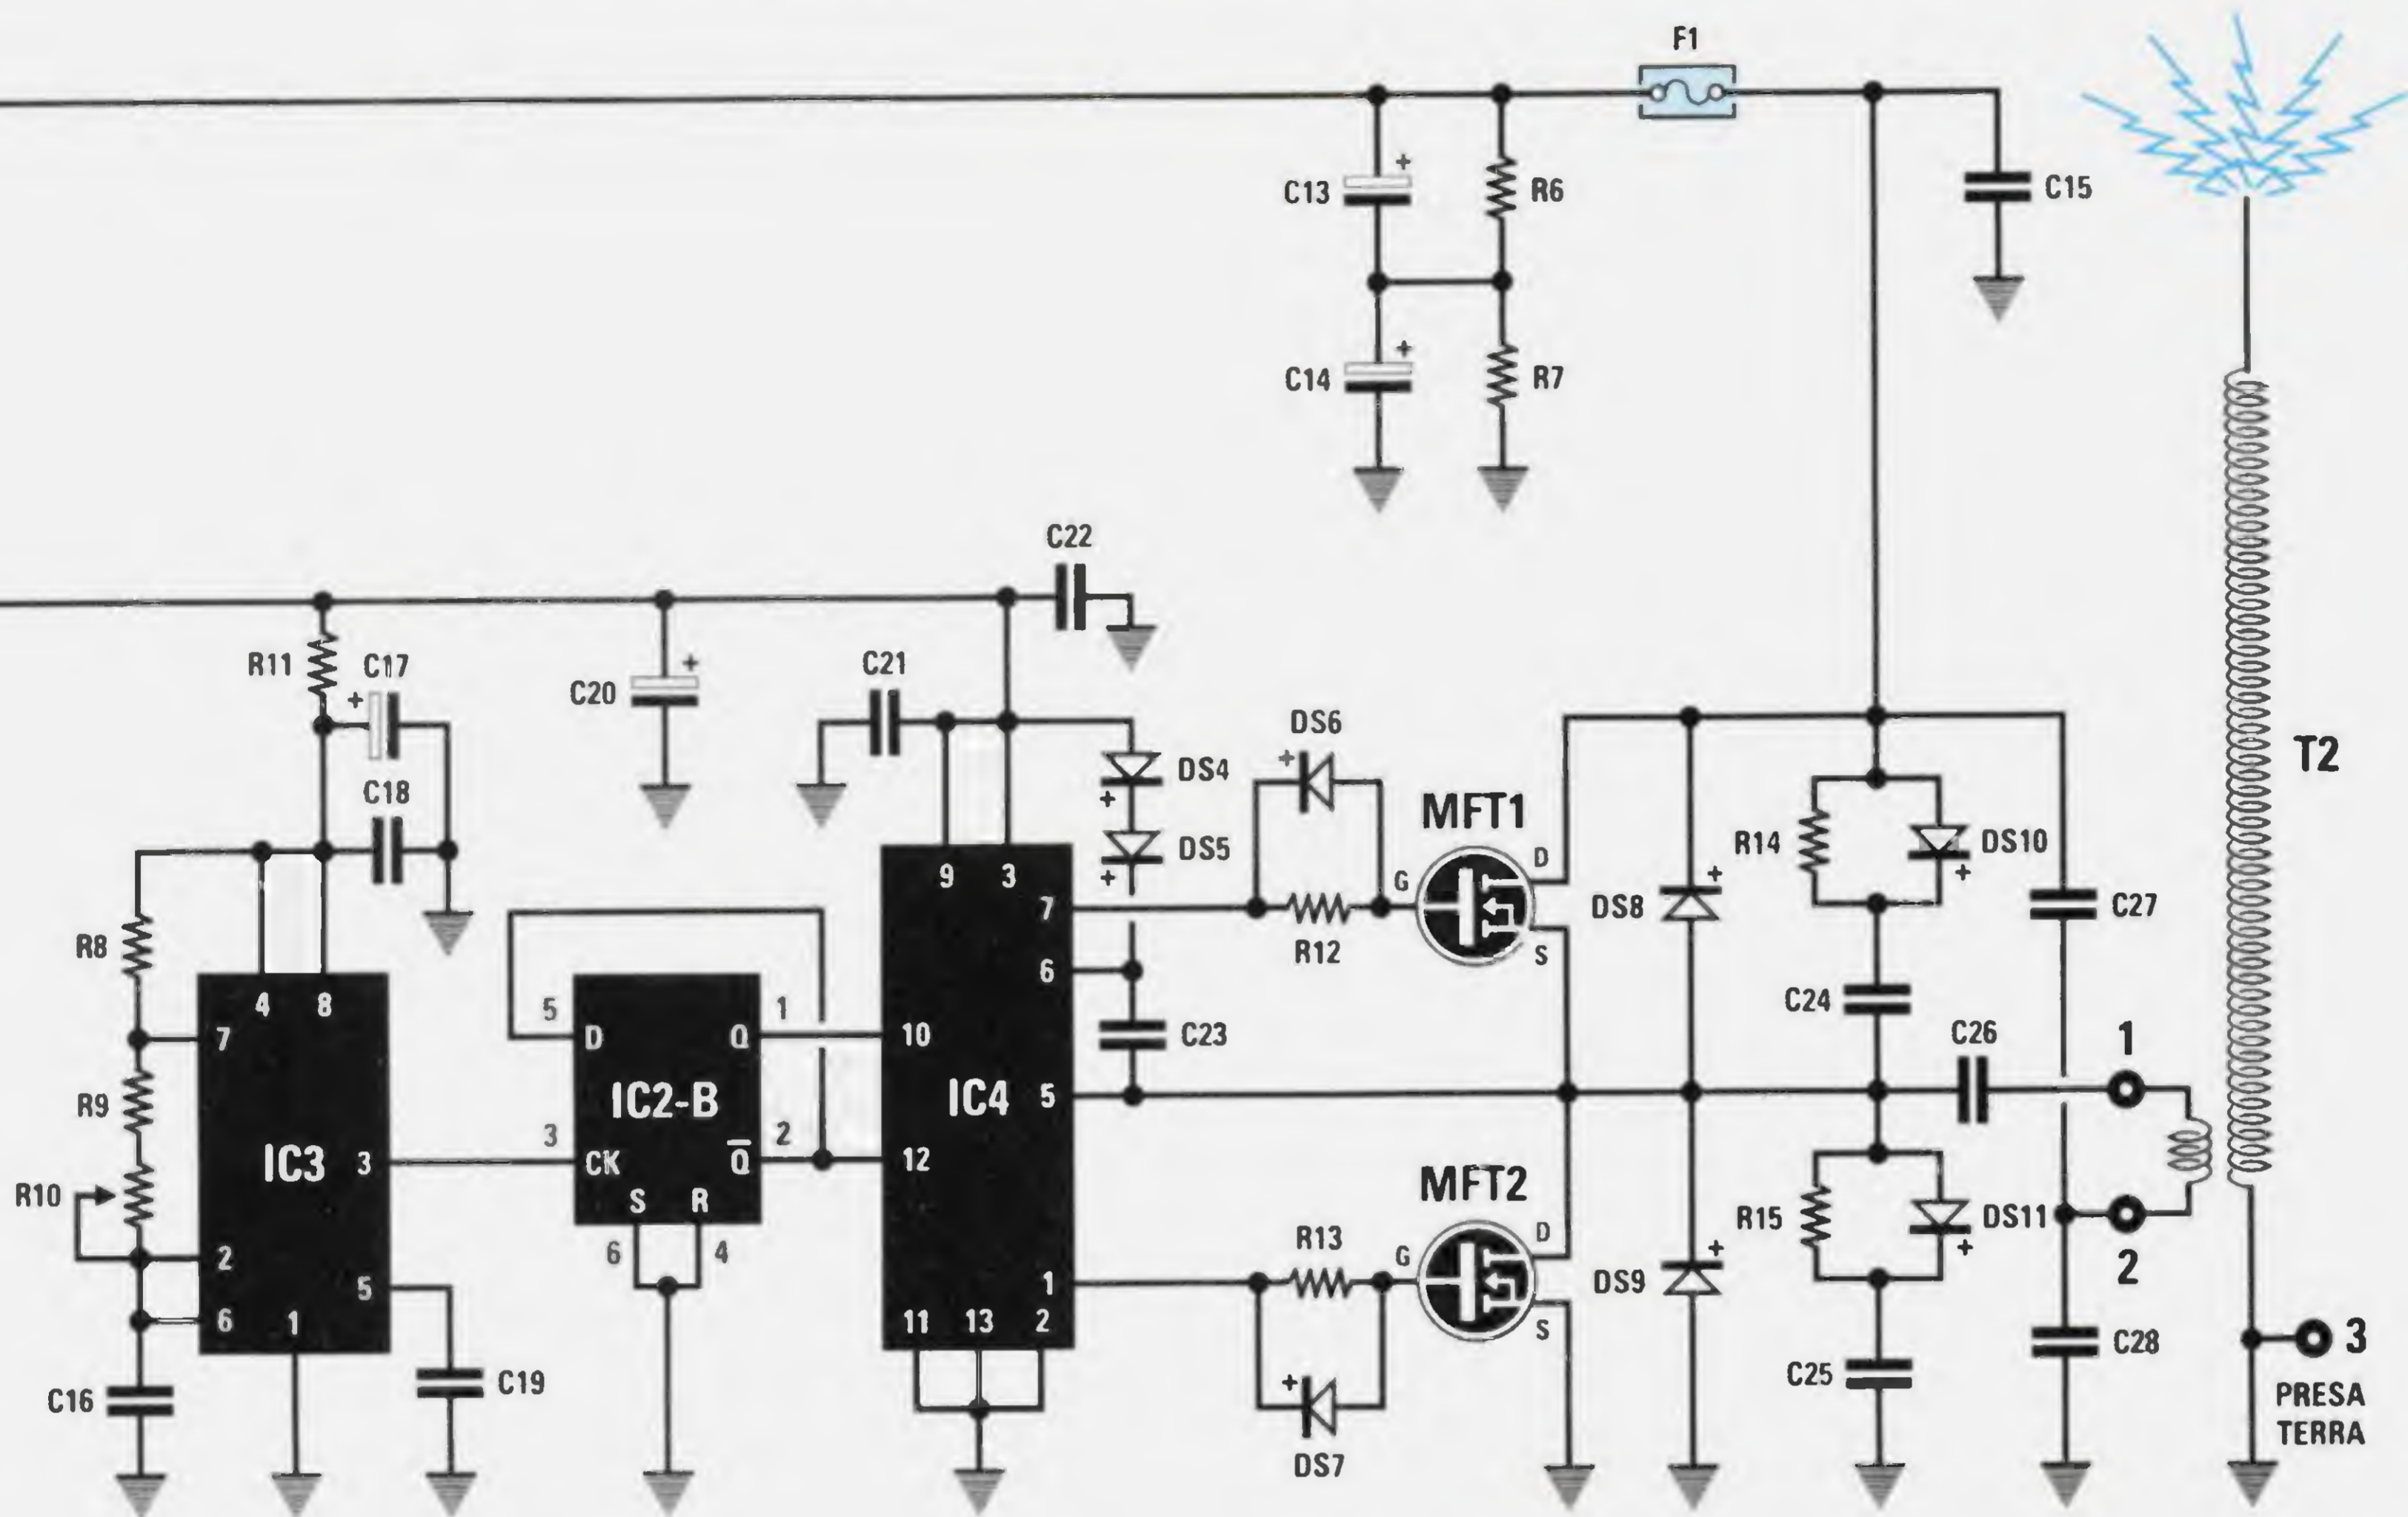 F1
C13
+
R6
C15
C14
+
R7
C22
R11
C17
+
C20
+
C21
DS4
+
DS5
+
C18
DS6
+
MFT1
G
D
S
R12
DS8
+
R14
DS10
+
C27
T2
R8
4
8
7
R9
R10
2
6
1
IC3
3
5
C16
C19
5
D
Q
1
IC2-B
3
CK
Q̅
2
S
R
6
4
9
3
7
6
10
IC4
5
12
1
11
13
2
C23
C24
C26
1
MFT2
G
D
S
R13
DS7
+
DS9
+
R15
DS11
+
2
C25
C28
3
PRESA
TERRA